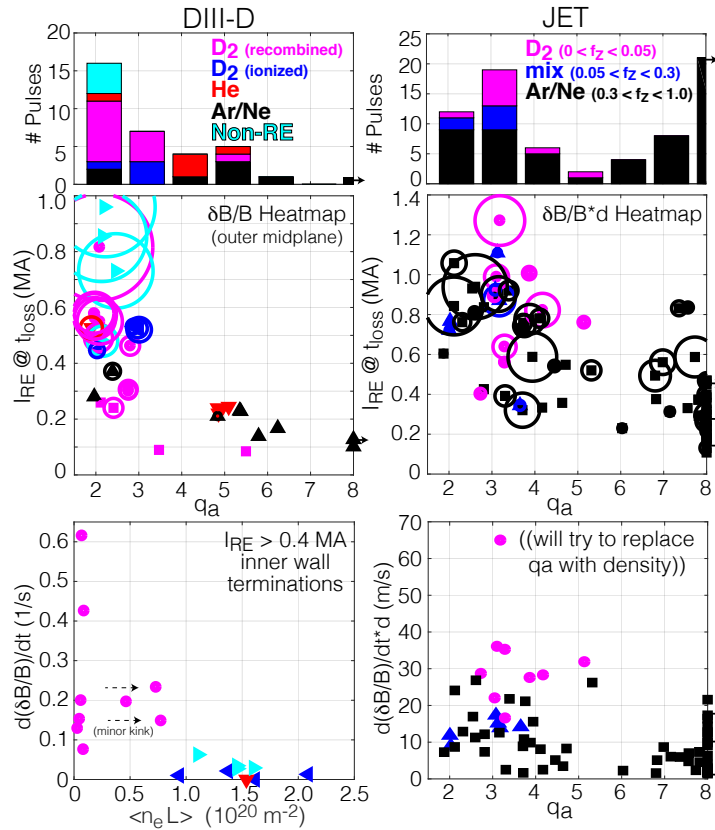 DIII-D
JET
# Pulses
20
15
10
5
0
D2 (recombined)
D2 (ionized)
He
Ar/Ne
Non-RE
# Pulses
25
20
15
10
5
0
D2 (0 < fz < 0.05)
mix (0.05 < fz < 0.3)
Ar/Ne (0.3 < fz < 1.0)
IRE @ tloss (MA)
1.0
0.8
0.6
0.4
0.2
0.0
δB/B Heatmap
(outer midplane)
2 3 4 5 6 7 8
qa
IRE @ tloss (MA)
1.4
1.2
1.0
0.8
0.6
0.4
0.2
0
δB/B*d Heatmap
2 3 4 5 6 7 8
qa
d(δB/B)/dt (1/s)
0.6
0.5
0.4
0.3
0.2
0.1
0
IRE > 0.4 MA
inner wall
terminations
(minor kink)
0 0.5 1.0 1.5 2.0 2.5
<neL> (10^20 m^-2)
d(δB/B)/dt*d (m/s)
70
60
50
40
30
20
10
0
((will try to replace
qa with density))
2 3 4 5 6 7 8
qa